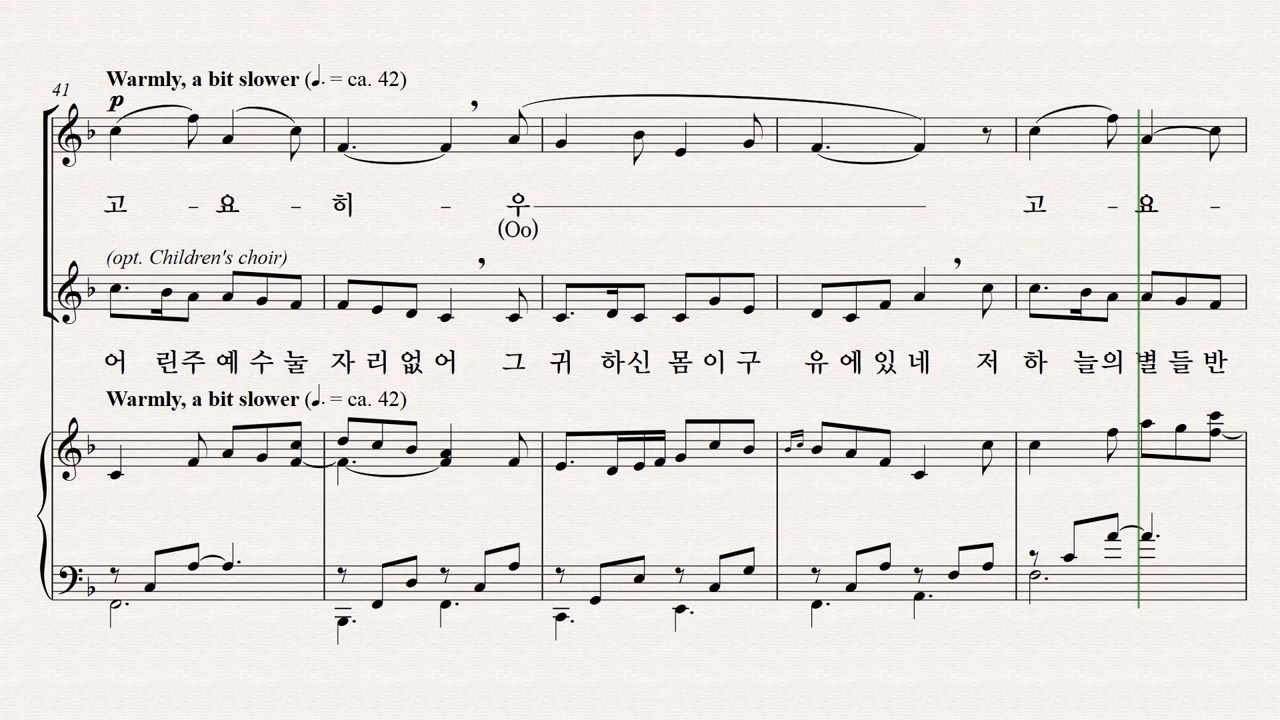 Warmly, a bit slower (♩. = ca. 42)
41
p
고 - 요 - 히 - 우 고 - 요 -
(Oo)
(opt. Children's choir)
어 린주 예 수 눌 자 리 없 어 그 귀 하신 몸 이 구 유 에 있 네 저 하 늘의 별 들 반
Warmly, a bit slower (♩. = ca. 42)